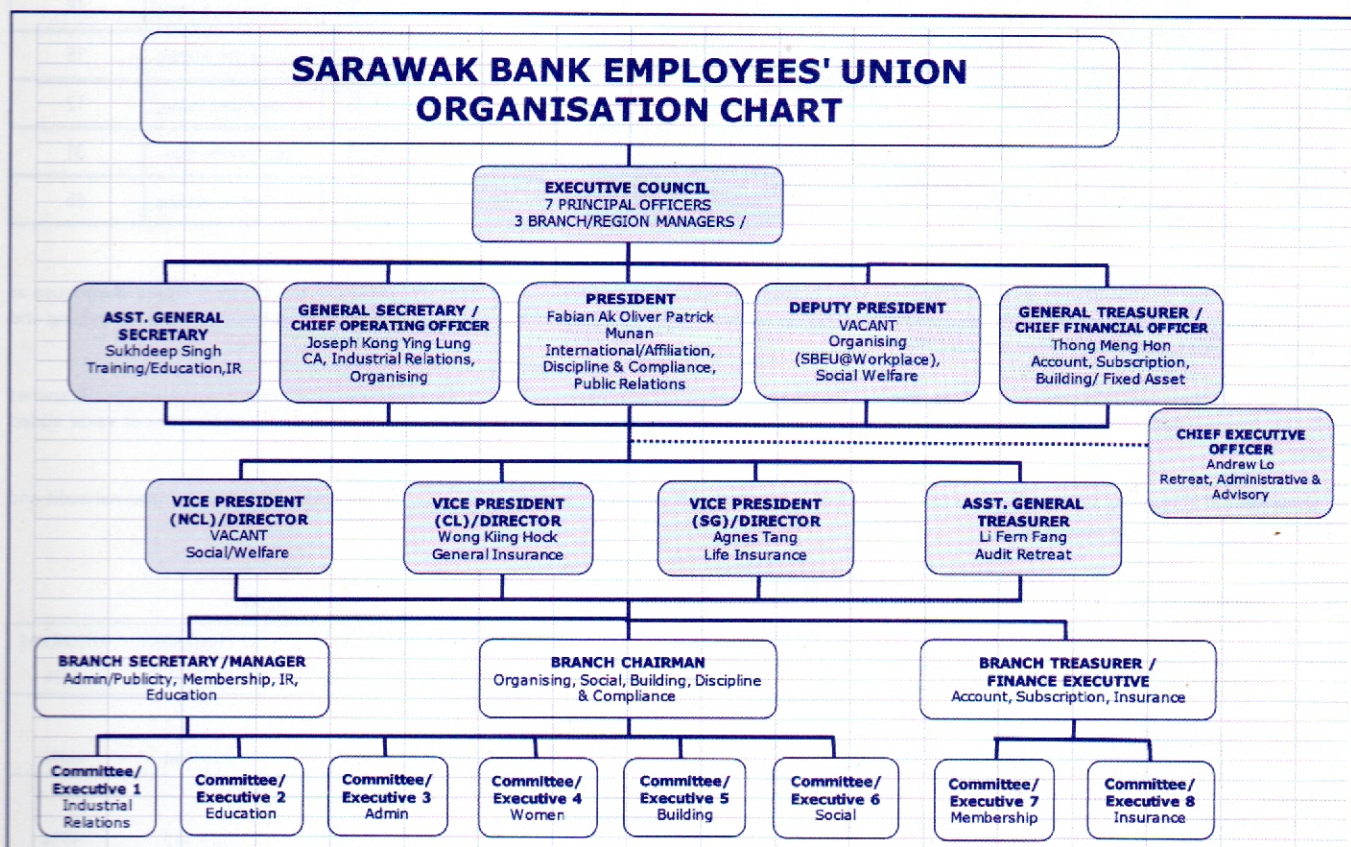 SARAWAK BANK EMPLOYEES' UNION
ORGANISATION CHART
EXECUTIVE COUNCIL
7 PRINCIPAL OFFICERS
3 BRANCH/REGION MANAGERS /
ASST. GENERAL
SECRETARY
Sukhdeep Singh
Training/Education,IR
GENERAL SECRETARY /
CHIEF OPERATING OFFICER
Joseph Kong Ying Lung
CA, Industrial Relations,
Organising
PRESIDENT
Fabian Ak Oliver Patrick
Munan
International/Affiliation,
Discipline & Compliance,
Public Relations
DEPUTY PRESIDENT
VACANT
Organising
(SBEU@Workplace),
Social Welfare
GENERAL TREASURER /
CHIEF FINANCIAL OFFICER
Thong Meng Hon
Account, Subscription,
Building/ Fixed Asset
CHIEF EXECUTIVE
OFFICER
Andrew Lo
Retreat, Administrative &
Advisory
VICE PRESIDENT
(NCL)/DIRECTOR
VACANT
Social/Welfare
VICE PRESIDENT
(CL)/DIRECTOR
Wong Kiing Hock
General Insurance
VICE PRESIDENT
(SG)/DIRECTOR
Agnes Tang
Life Insurance
ASST. GENERAL
TREASURER
Li Fern Fang
Audit Retreat
BRANCH SECRETARY/MANAGER
Admin/Publicity, Membership, IR,
Education
BRANCH CHAIRMAN
Organising, Social, Building, Discipline
& Compliance
BRANCH TREASURER /
FINANCE EXECUTIVE
Account, Subscription, Insurance
Committee/
Executive 1
Industrial
Relations
Committee/
Executive 2
Education
Committee/
Executive 3
Admin
Committee/
Executive 4
Women
Committee/
Executive 5
Building
Committee/
Executive 6
Social
Committee/
Executive 7
Membership
Committee/
Executive 8
Insurance